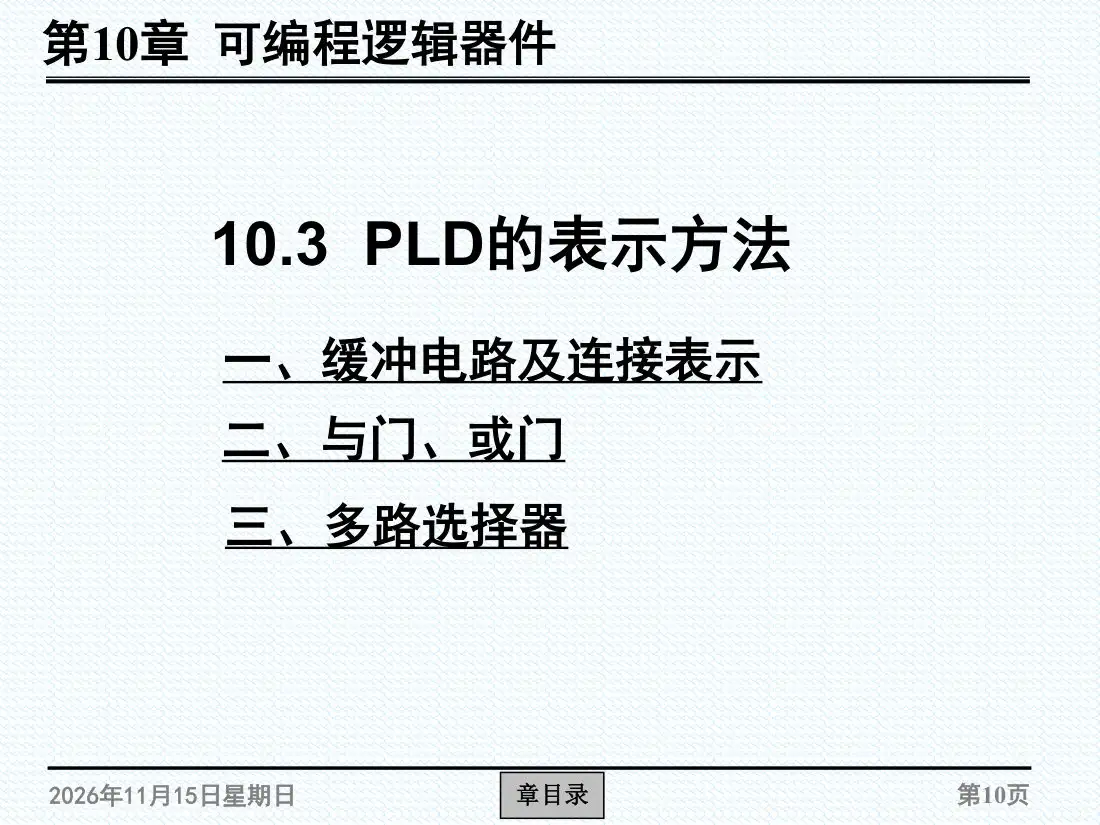 第10章 可编程逻辑器件
10.3 PLD的表示方法
一、缓冲电路及连接表示
二、与门、或门
三、多路选择器
2026年11月15日星期日
章目录
第10页